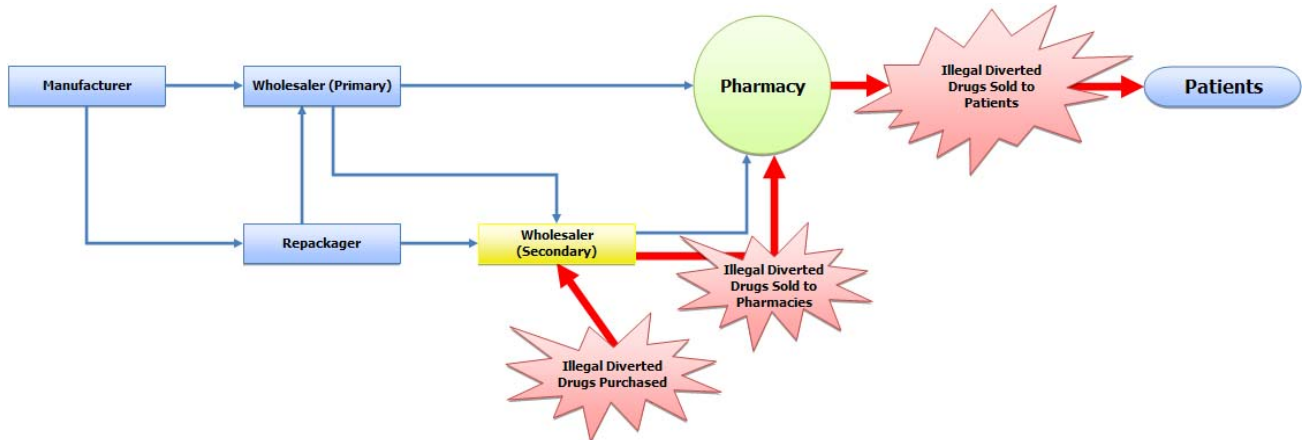 Manufacturer
Wholesaler (Primary)
Pharmacy
Illegal Diverted
Drugs Sold to
Patients
Patients
Repackager
Wholesaler
(Secondary)
Illegal Diverted
Drugs Sold to
Pharmacies
Illegal Diverted
Drugs Purchased